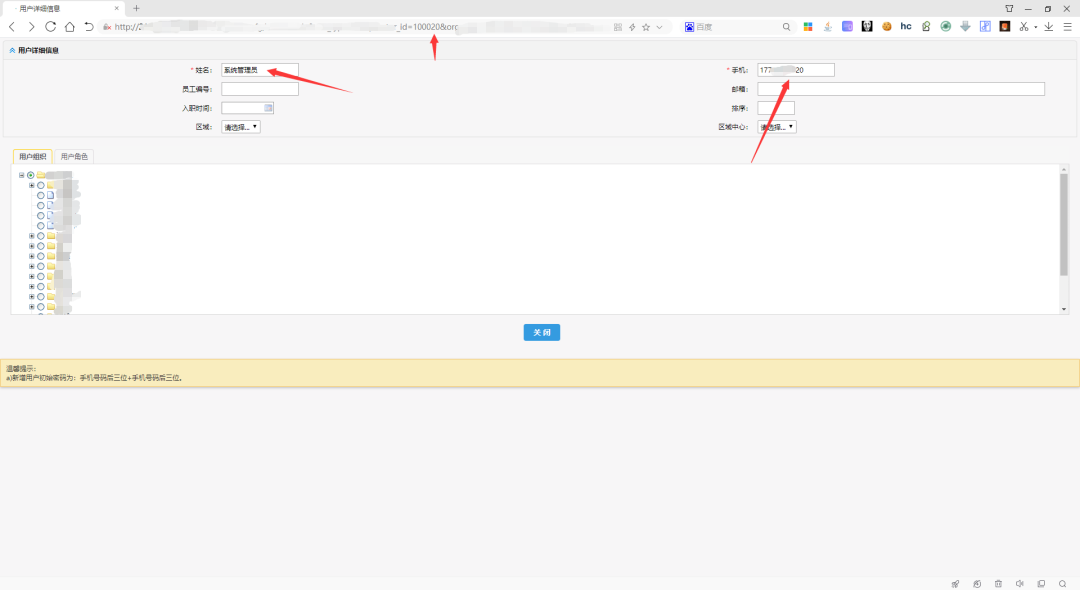 用户详细信息
http://
_id=100020&orc
百度
hc
用户详细信息
* 姓名： 系统管理员
* 手机： 177 20
员工编号：
邮箱：
入职时间：
排序：
区域： 请选择...
区域中心： 请选择...
用户组织 用户角色
关 闭
温馨提示：
a)新增用户初始密码为：手机号码后三位+手机号码后三位。